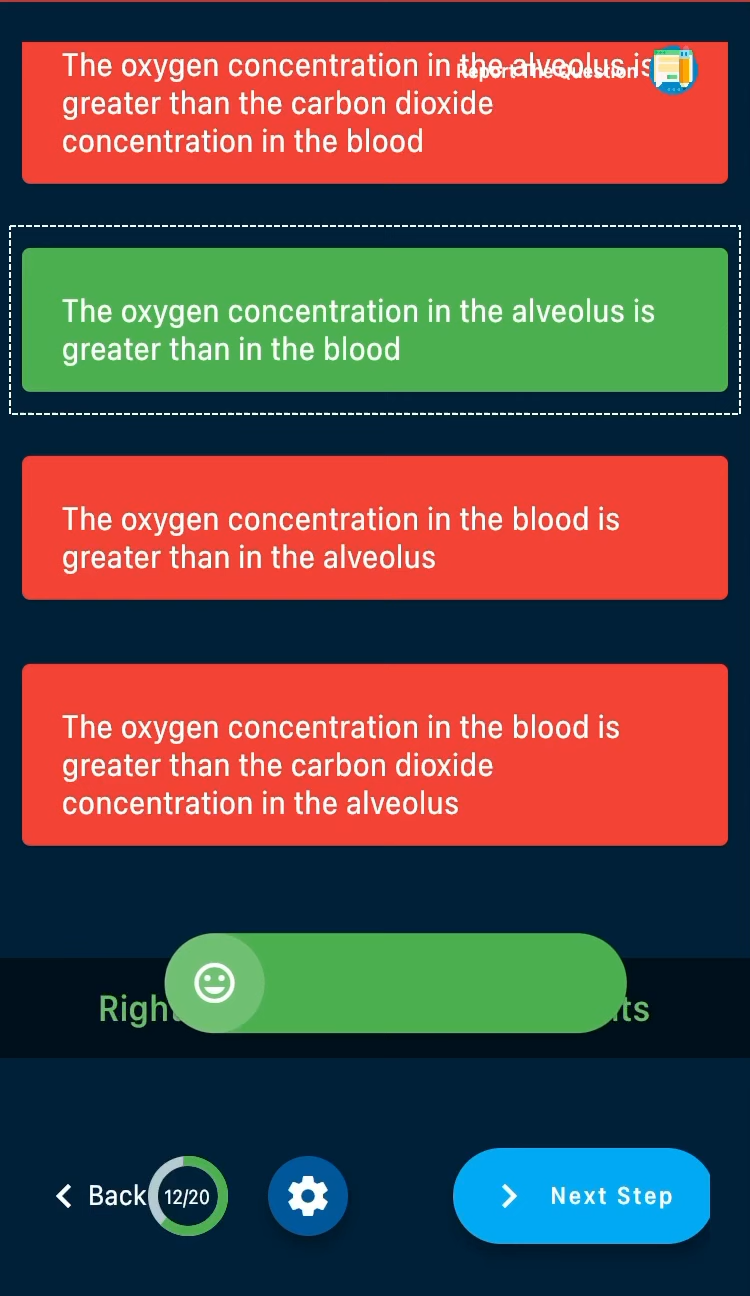 The oxygen concentration in the alveolus is
Report The Question
greater than the carbon dioxide
concentration in the blood
The oxygen concentration in the alveolus is
greater than in the blood
The oxygen concentration in the blood is
greater than in the alveolus
The oxygen concentration in the blood is
greater than the carbon dioxide
concentration in the alveolus
Back
12/20
Next Step